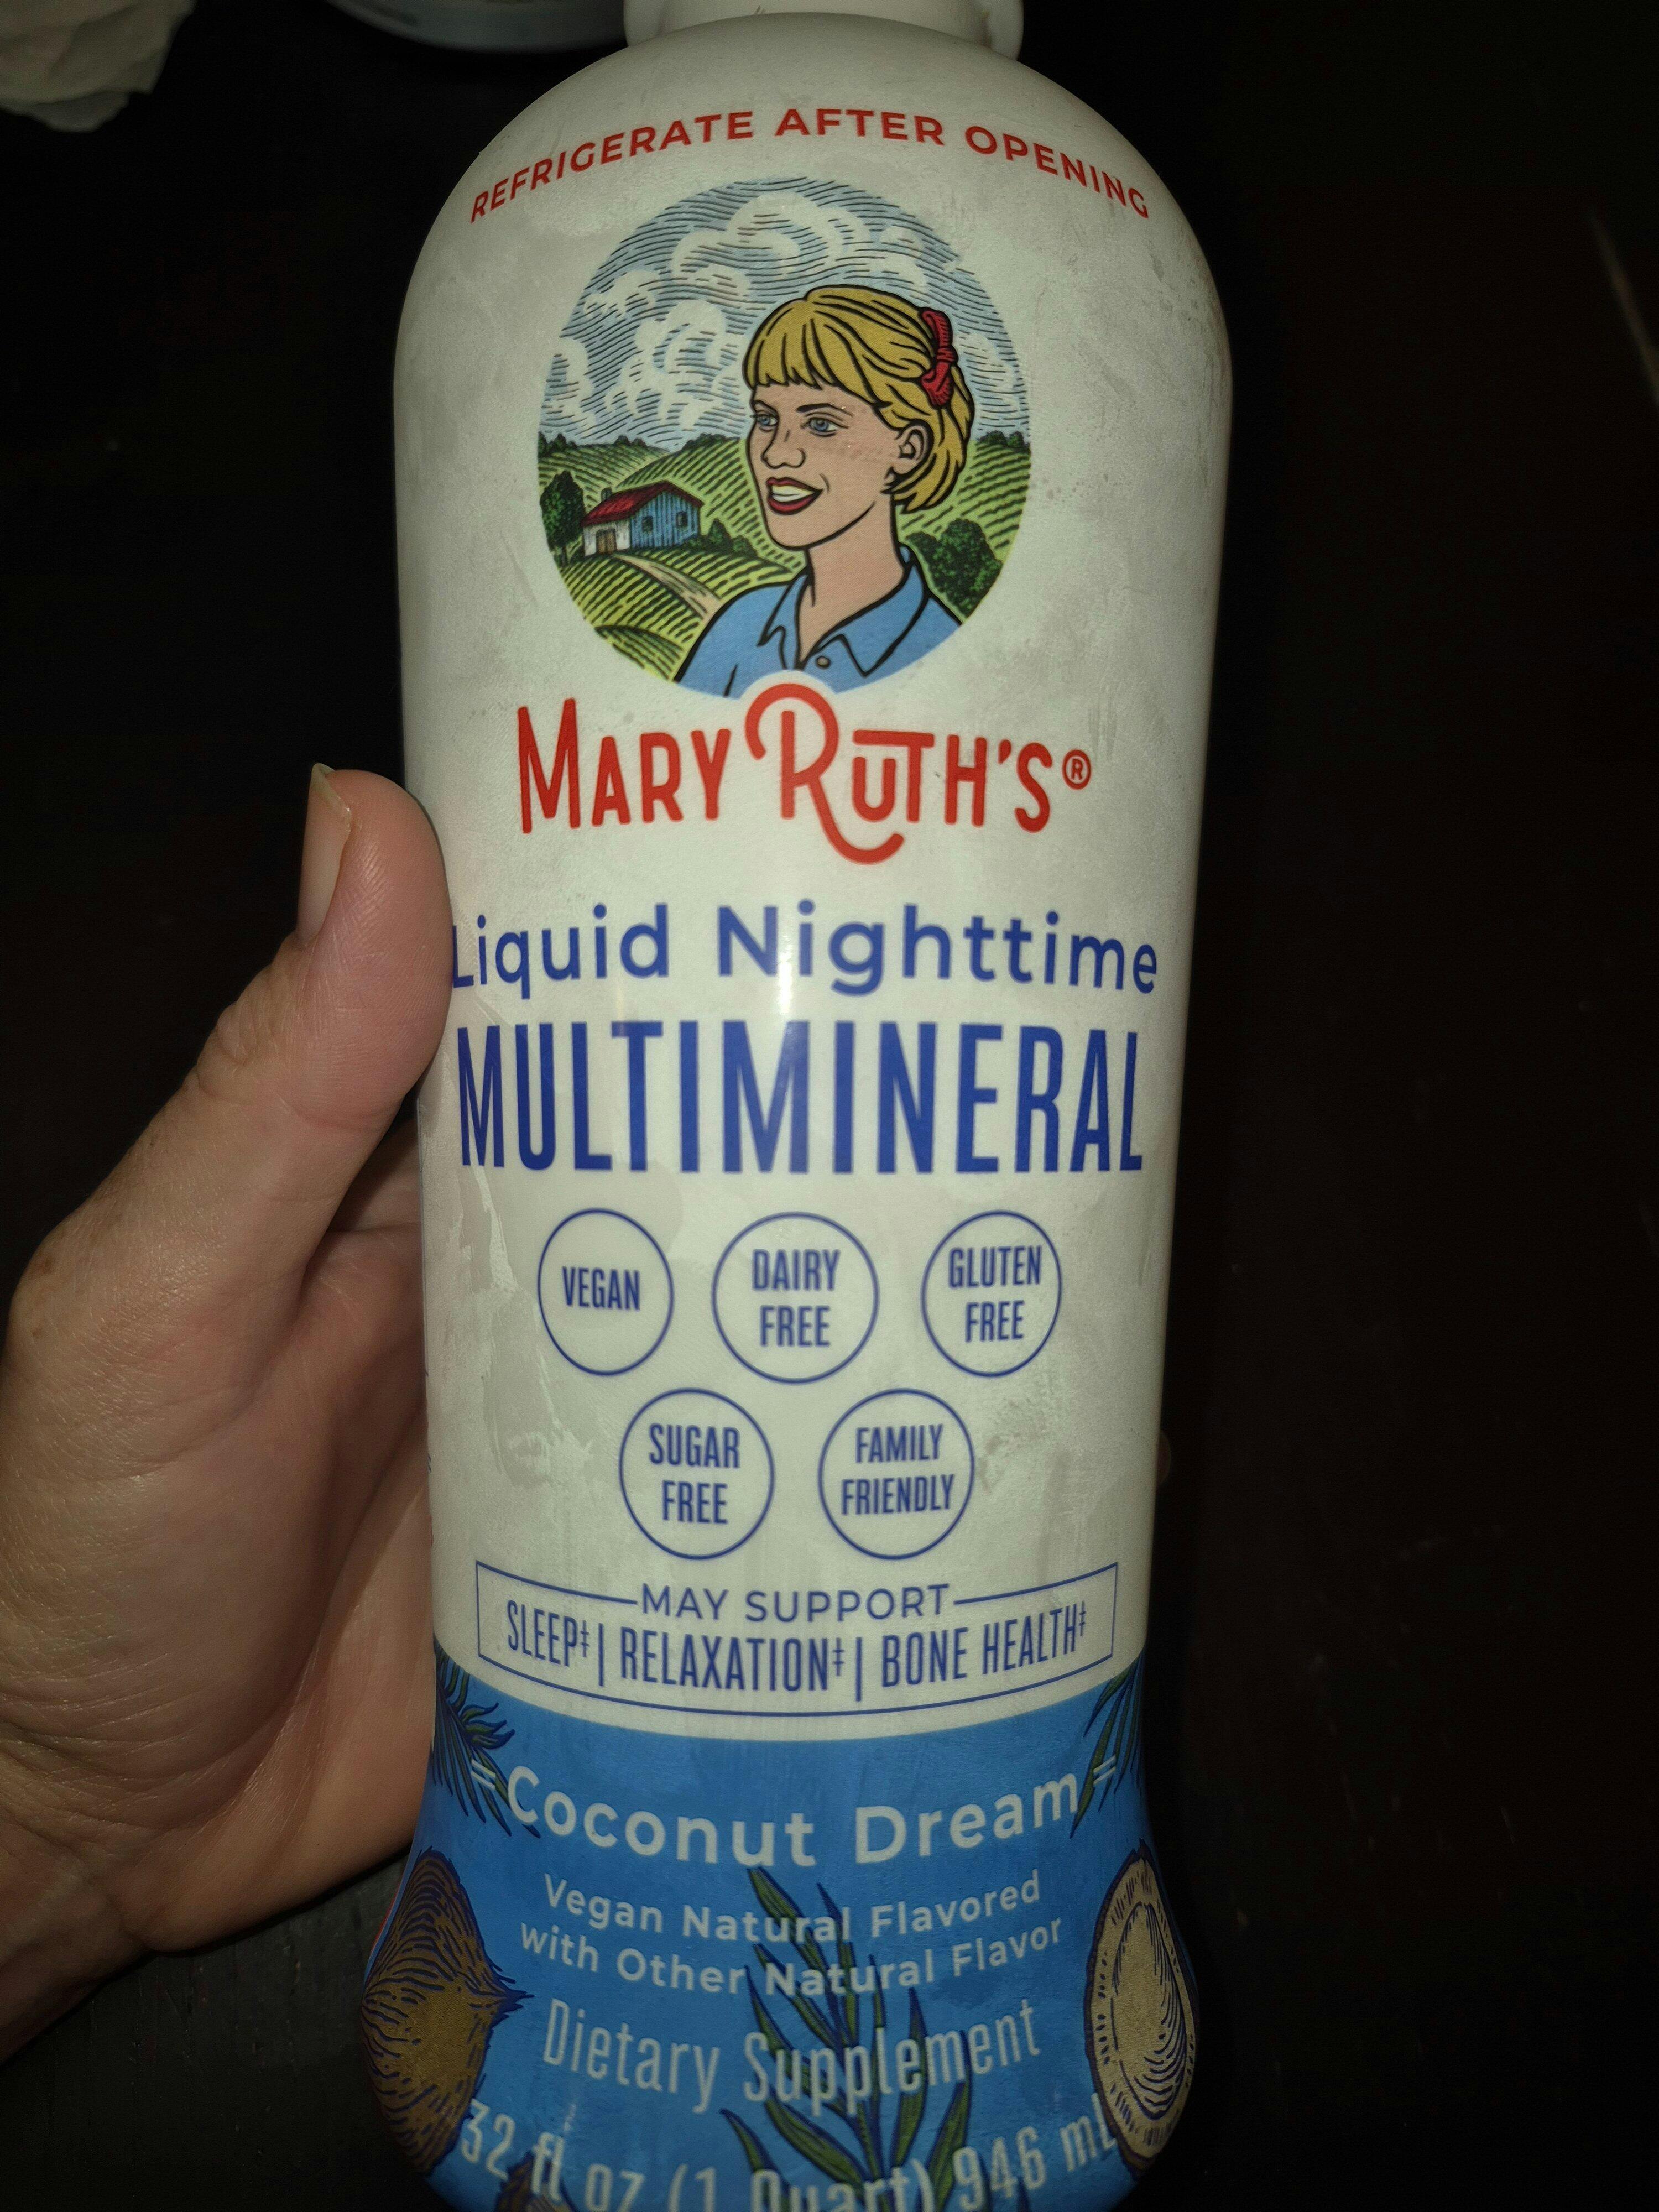 REFRIGERATE AFTER OPENING
MARY RUTH'S®
Liquid Nighttime
MULTIMINERAL
VEGAN
DAIRY
FREE
GLUTEN
FREE
SUGAR
FREE
FAMILY
FRIENDLY
MAY SUPPORT
SLEEP‡ | RELAXATION‡ | BONE HEALTH‡
Coconut Dream
Vegan Natural Flavored
with Other Natural Flavor
Dietary Supplement
32 fl oz (1 Quart) 946 mL